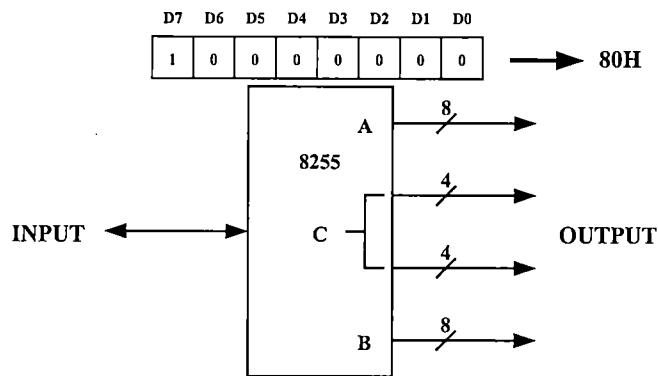 D7 D6 D5 D4 D3 D2 D1 D0
1 0 0 0 0 0 0 0 80H
A 8
8255
4
INPUT C OUTPUT
4
B 8